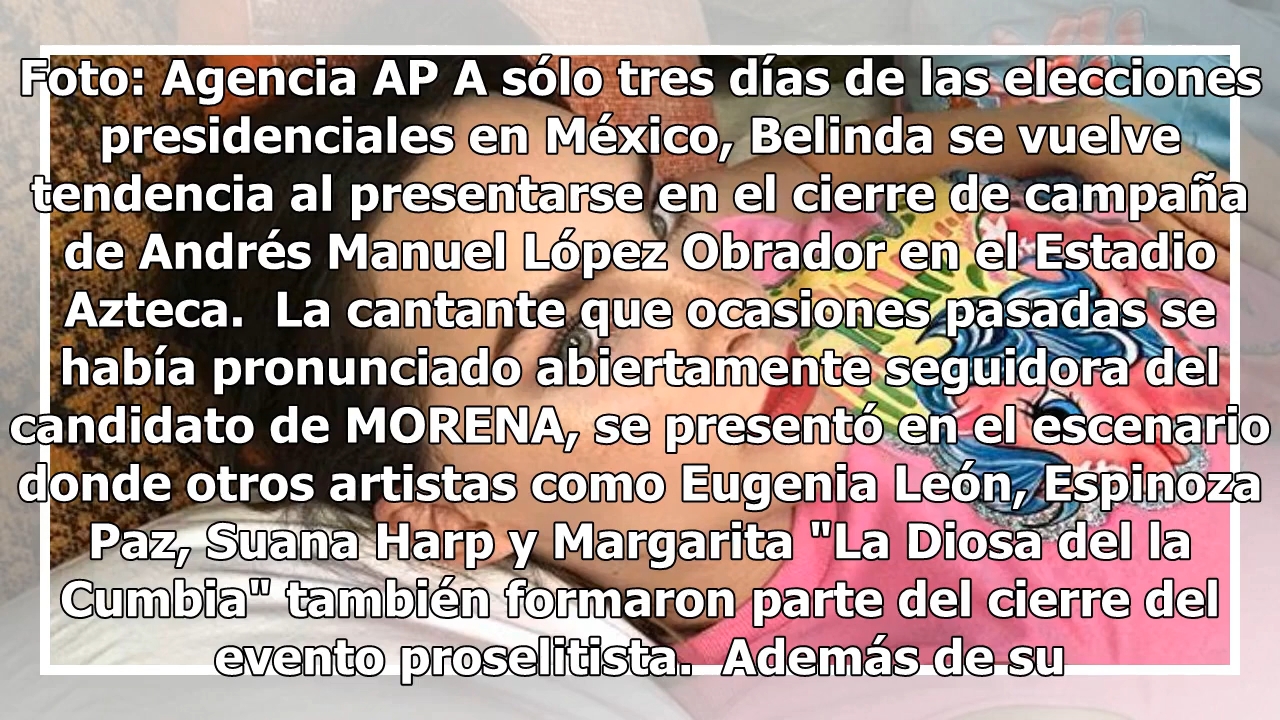 Foto: Agencia AP A sólo tres días de las elecciones
presidenciales en México, Belinda se vuelve
tendencia al presentarse en el cierre de campaña
de Andrés Manuel López Obrador en el Estadio
Azteca.  La cantante que ocasiones pasadas se
había pronunciado abiertamente seguidora del
candidato de MORENA, se presentó en el escenario
donde otros artistas como Eugenia León, Espinoza
Paz, Suana Harp y Margarita "La Diosa del la
Cumbia" también formaron parte del cierre del
evento proselitista.  Además de su